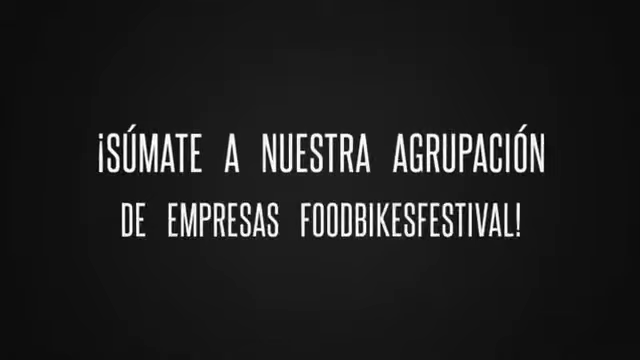 ¡SÚMATE A NUESTRA AGRUPACIÓN
DE EMPRESAS FOODBIKESFESTIVAL!